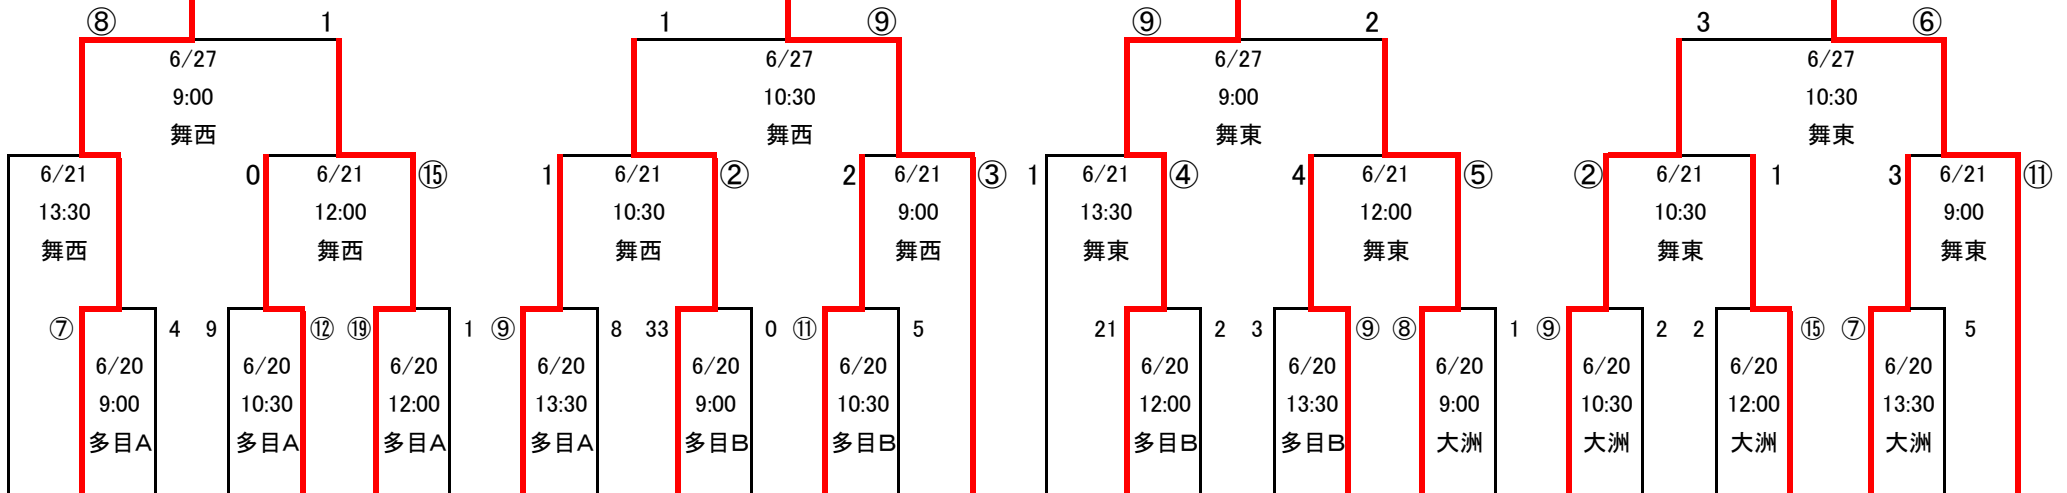 ⑧ 1 1 ⑨ ⑨ 2 3 ⑥
6/27 6/27 6/27 6/27
9:00 10:30 9:00 10:30
舞西 舞西 舞東 舞東
6/21 0 6/21 ⑮ 1 6/21 ② 2 6/21 ③ 1 6/21 ④ 4 6/21 ⑤ ② 6/21 1 3 6/21 ⑪
13:30 12:00 10:30 9:00 13:30 12:00 10:30 9:00
舞西 舞西 舞西 舞西 舞東 舞東 舞東 舞東
⑦ 4 9 ⑫ ⑲ 1 ⑨ 8 33 0 ⑪ 5 21 2 3 ⑨ ⑧ 1 ⑨ 2 2 ⑮ ⑦ 5
6/20 6/20 6/20 6/20 6/20 6/20 6/20 6/20 6/20 6/20 6/20 6/20
9:00 10:30 12:00 13:30 9:00 10:30 12:00 13:30 9:00 10:30 12:00 13:30
多目A 多目A 多目A 多目A 多目B 多目B 多目B 多目B 大洲 大洲 大洲 大洲